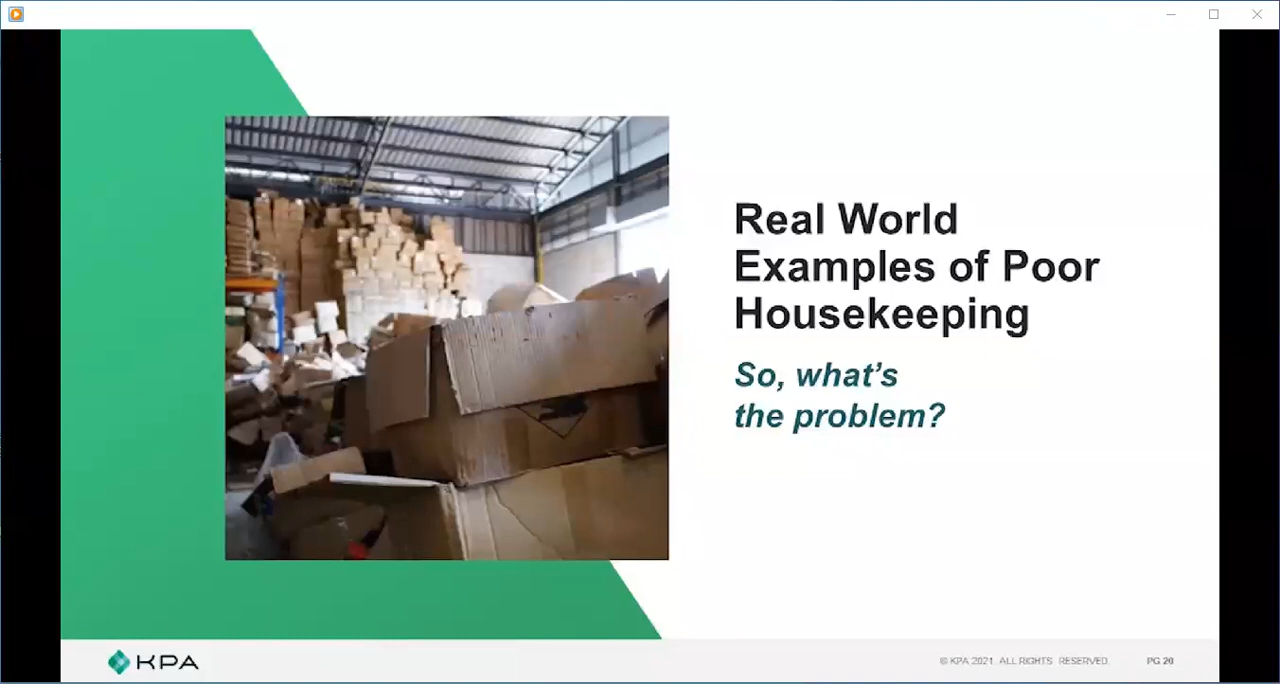 Real World
Examples of Poor
Housekeeping
So, what's
the problem?
KPA
© KPA 2021. ALL RIGHTS RESERVED.
PG 20